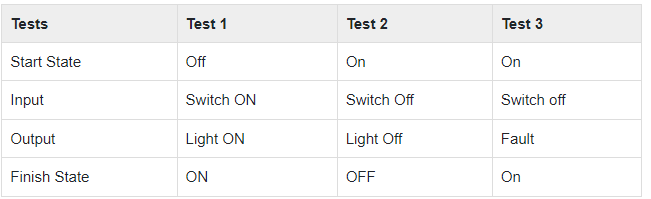 Tests Test 1 Test 2 Test 3
Start State Off On On
Input Switch ON Switch Off Switch off
Output Light ON Light Off Fault
Finish State ON OFF On